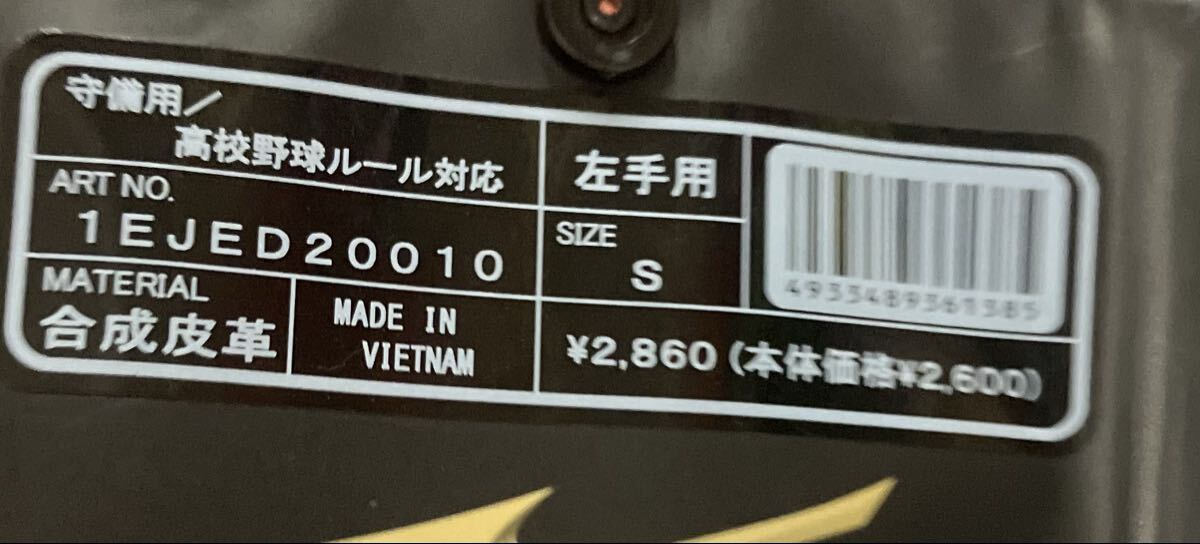 守備用/
高校野球ルール対応
左手用
ART NO.
1EJED20010
SIZE
S
4933489361385
MATERIAL
合成皮革
MADE IN
VIETNAM
¥2,860(本体価格¥2,600)